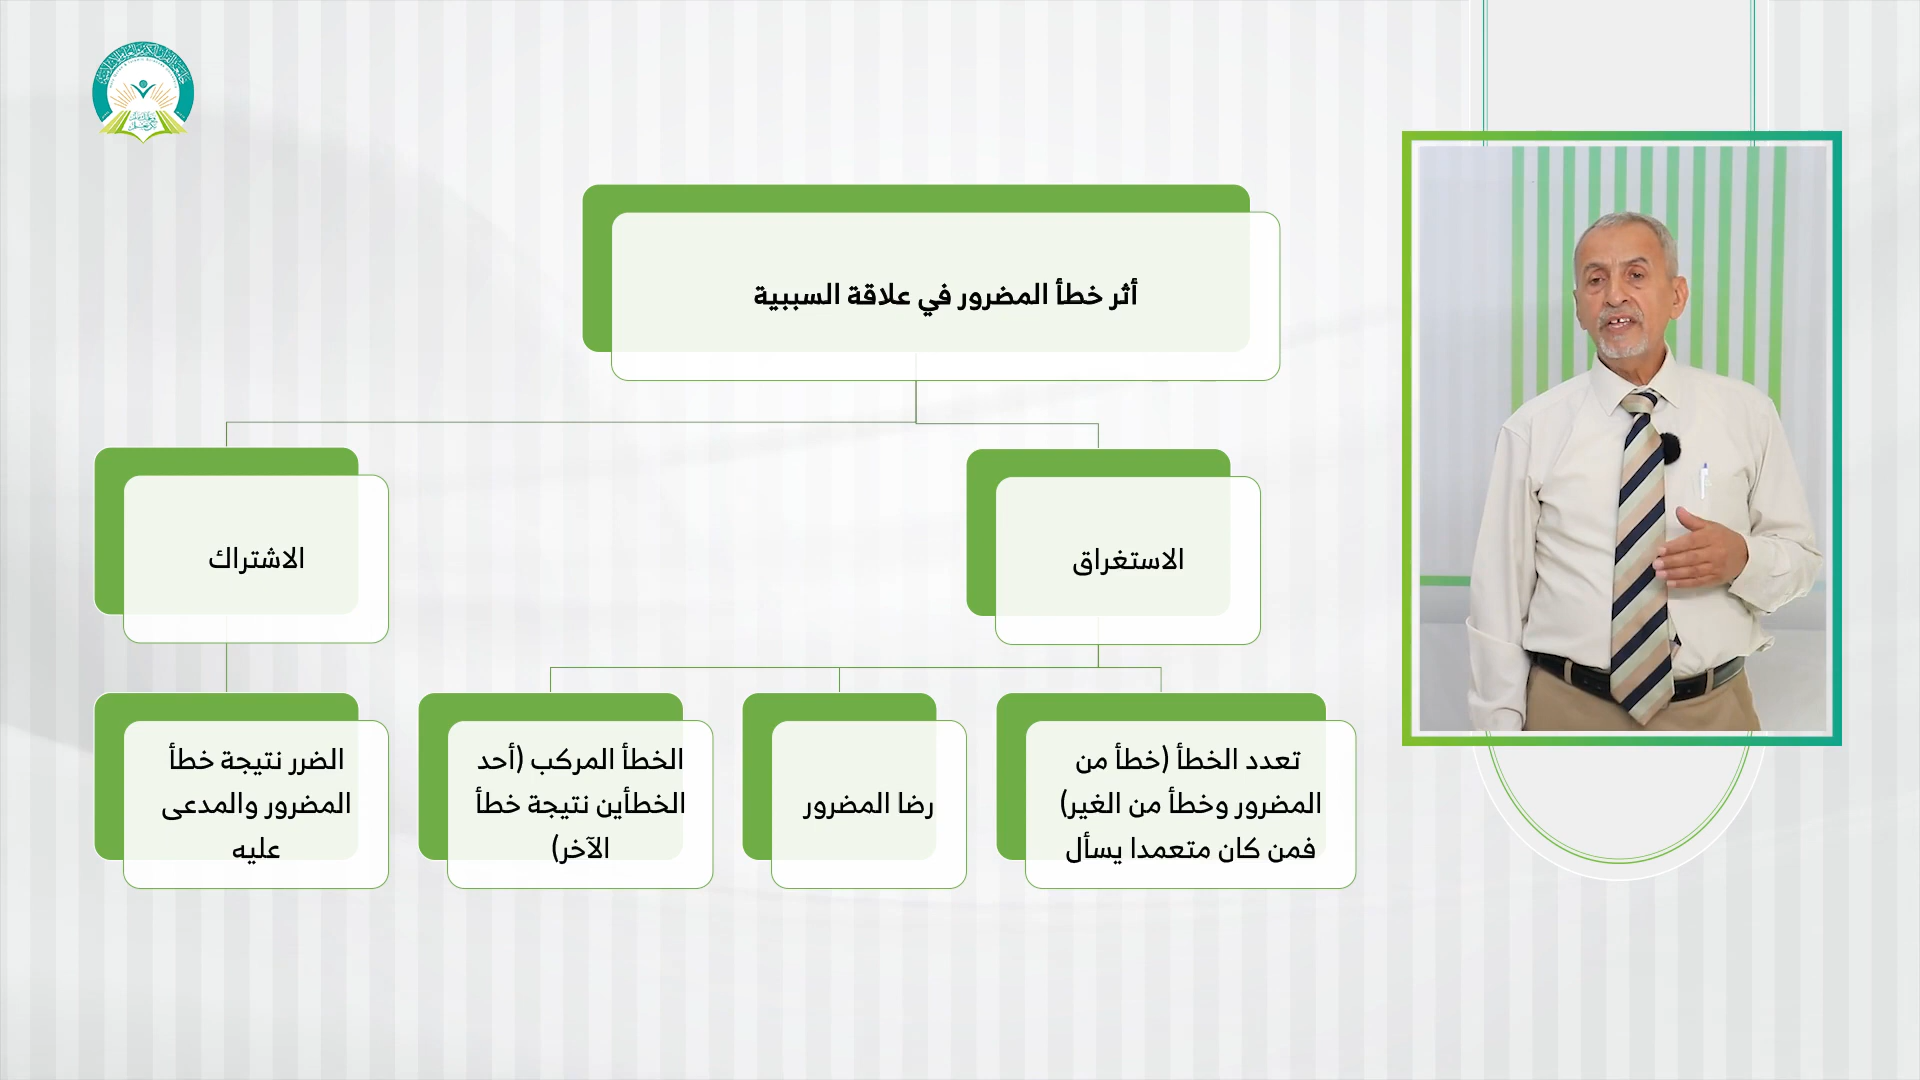 أثر خطأ المضرور في علاقة السببية
الاستغراق
الاشتراك
تعدد الخطأ (خطأ من
المضرور وخطأ من الغير)
فمن كان متعمدا يسأل
رضا المضرور
الخطأ المركب (أحد
الخطأين نتيجة خطأ
الآخر)
الضرر نتيجة خطأ
المضرور والمدعى
عليه